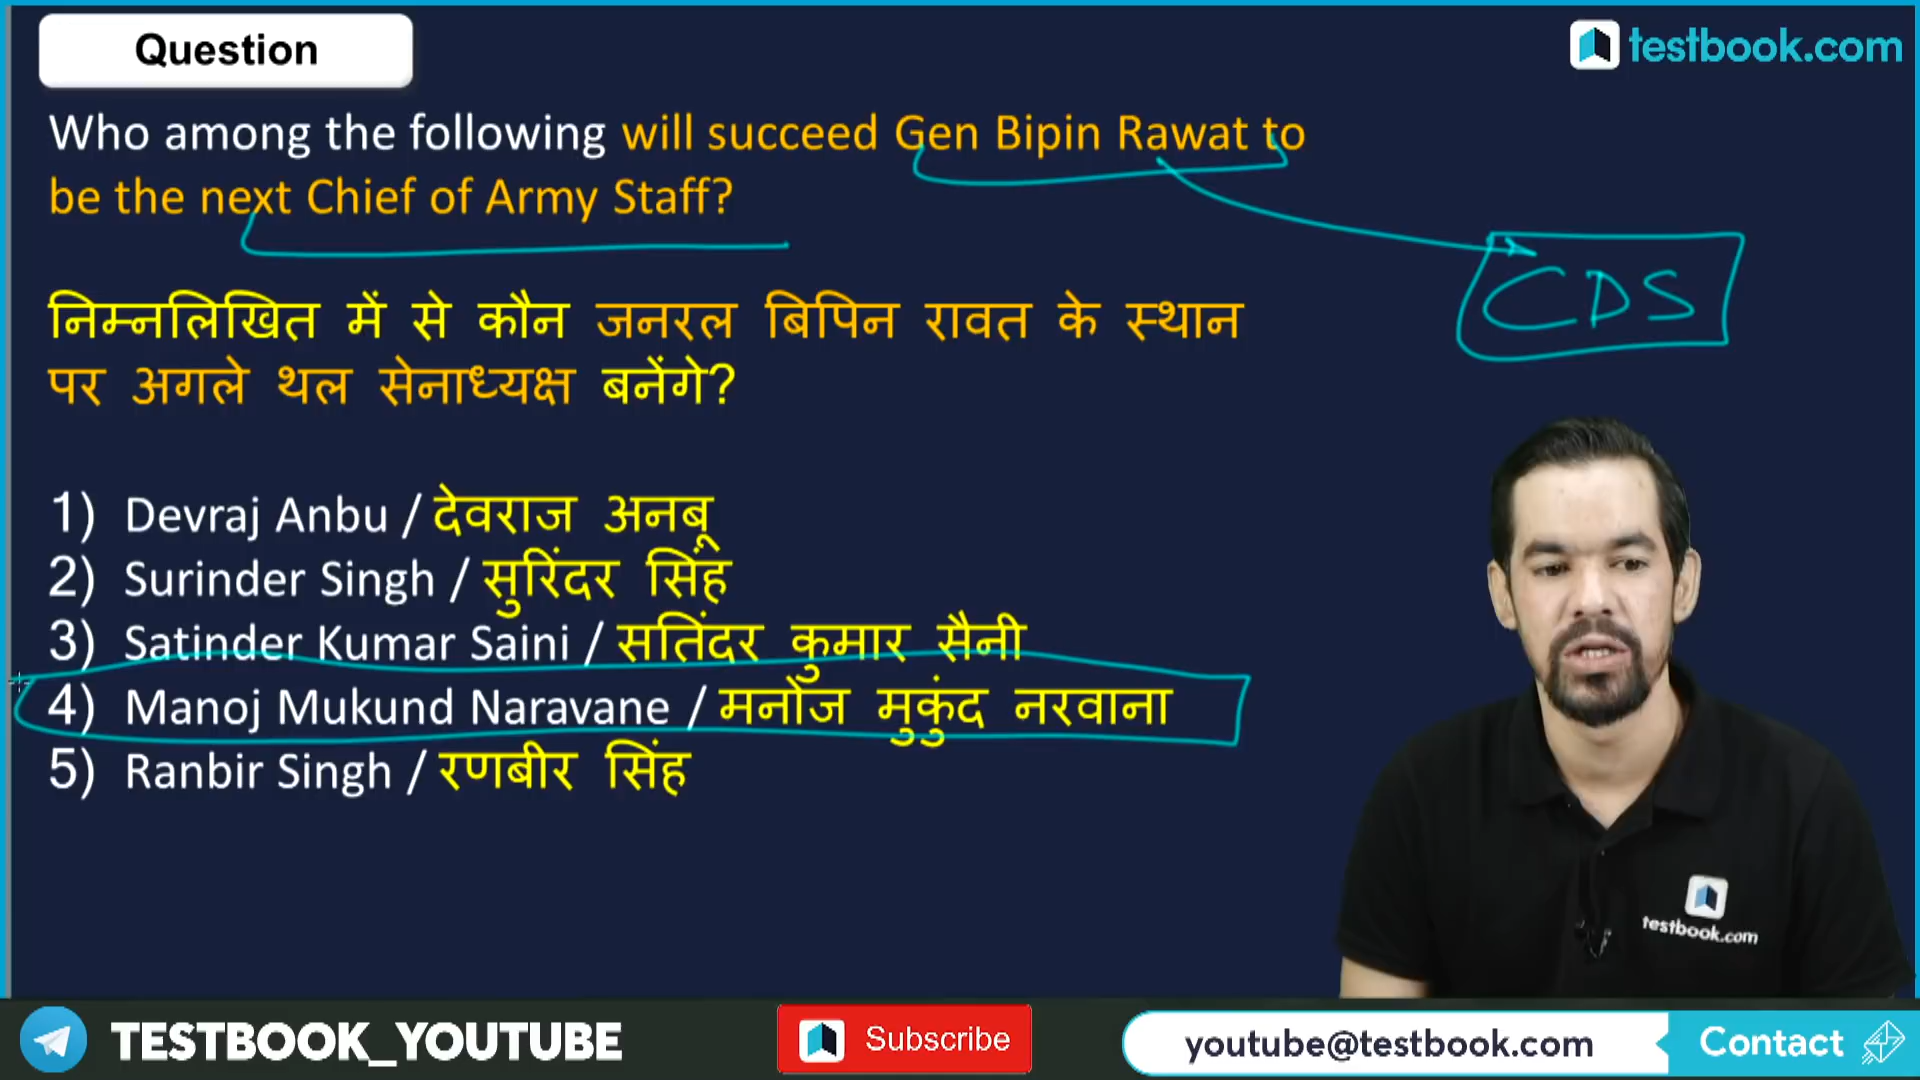 Question
testbook.com
Who among the following will succeed Gen Bipin Rawat to
be the next Chief of Army Staff?
CDS
निम्नलिखित में से कौन जनरल बिपिन रावत के स्थान
पर अगले थल सेनाध्यक्ष बनेंगे?
1) Devraj Anbu / देवराज अनबू
2) Surinder Singh / सुरिंदर सिंह
3) Satinder Kumar Saini / सतिंदर कुमार सैनी
4) Manoj Mukund Naravane / मनोज मुकुंद नरवाना
5) Ranbir Singh / रणबीर सिंह
testbook.com
TESTBOOK_YOUTUBE
Subscribe
youtube@testbook.com
Contact